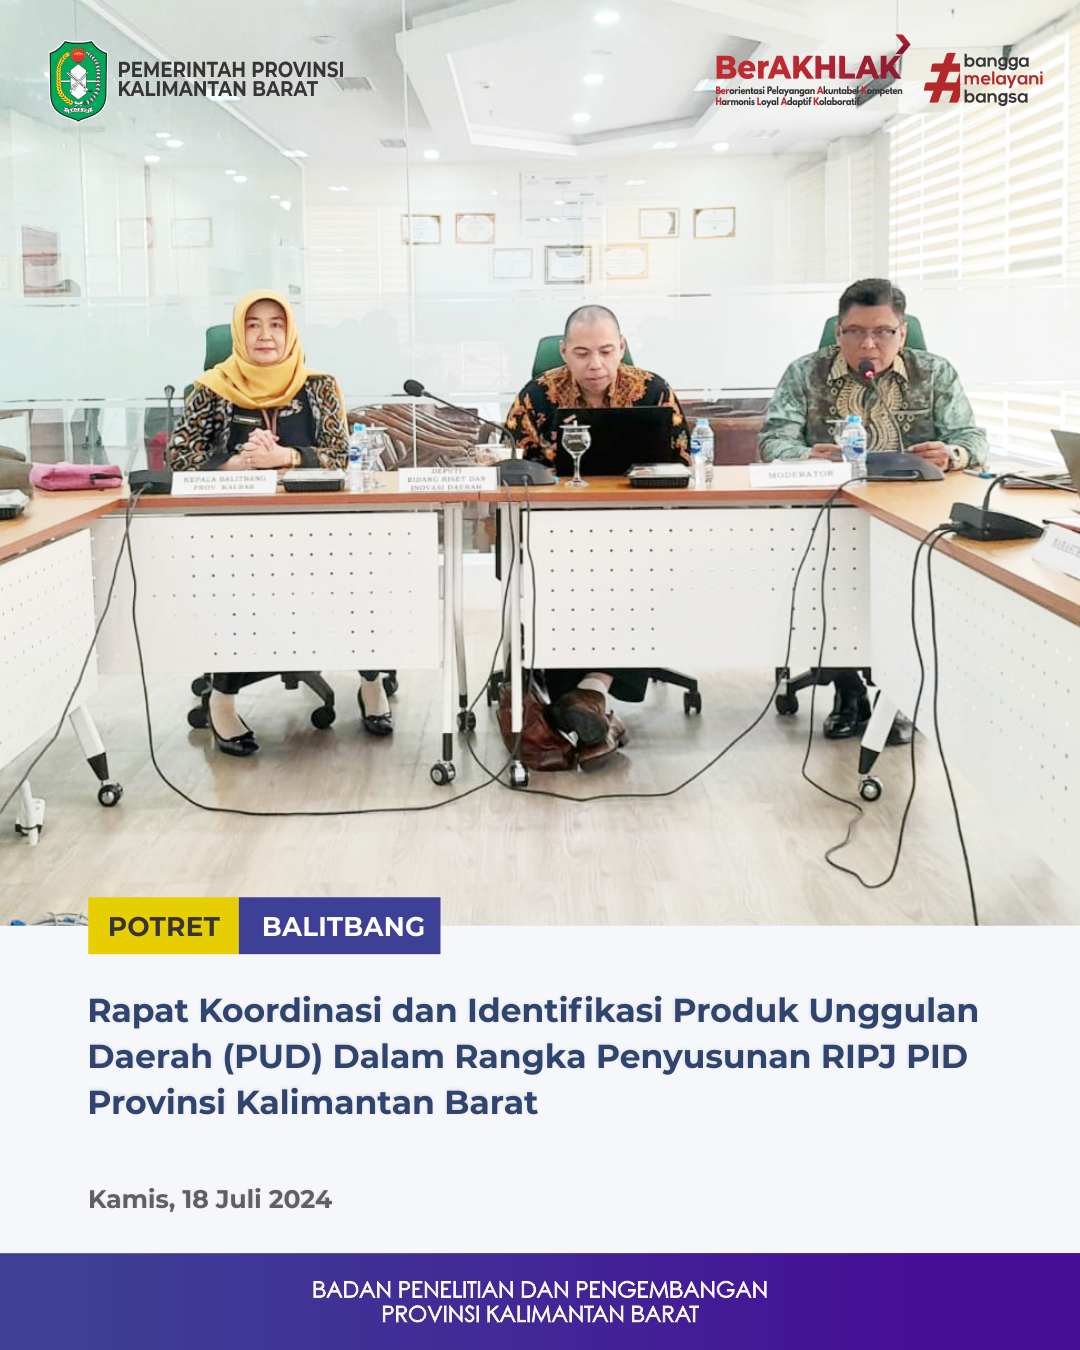 PEMERINTAH PROVINSI
KALIMANTAN BARAT
BerAKHLAK
Berorientasi Pelayangan Akuntabel Kompeten
Harmonis Loyal Adaptif Kolaboratif
#bangga
melayani
bangsa
KEPALA BALITBANG
PROV. KALBAR
DEPUTI
BIDANG RISET DAN
INOVASI DAERAH
MODERATOR
POTRET BALITBANG
Rapat Koordinasi dan Identifikasi Produk Unggulan
Daerah (PUD) Dalam Rangka Penyusunan RIPJ PID
Provinsi Kalimantan Barat
Kamis, 18 Juli 2024
BADAN PENELITIAN DAN PENGEMBANGAN
PROVINSI KALIMANTAN BARAT